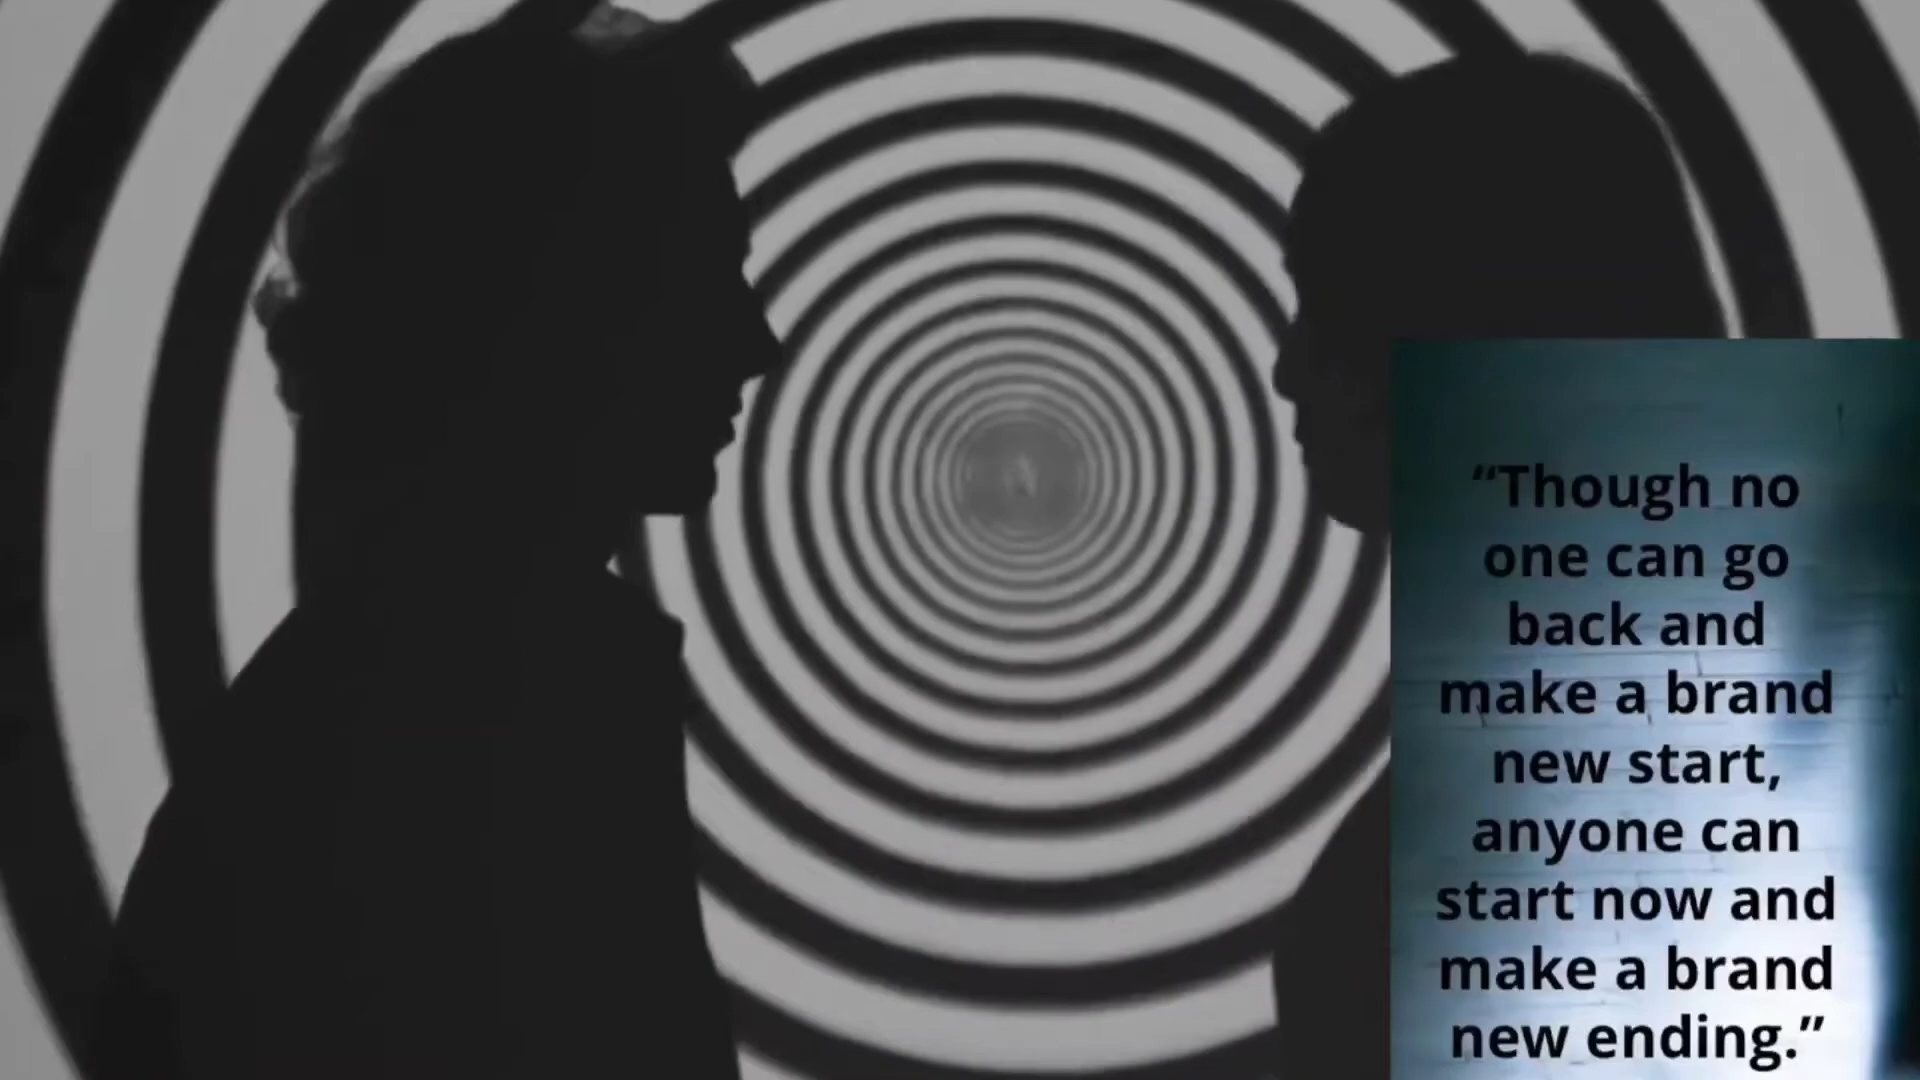 “Though no
one can go
back and
make a brand
new start,
anyone can
start now and
make a brand
new ending.”